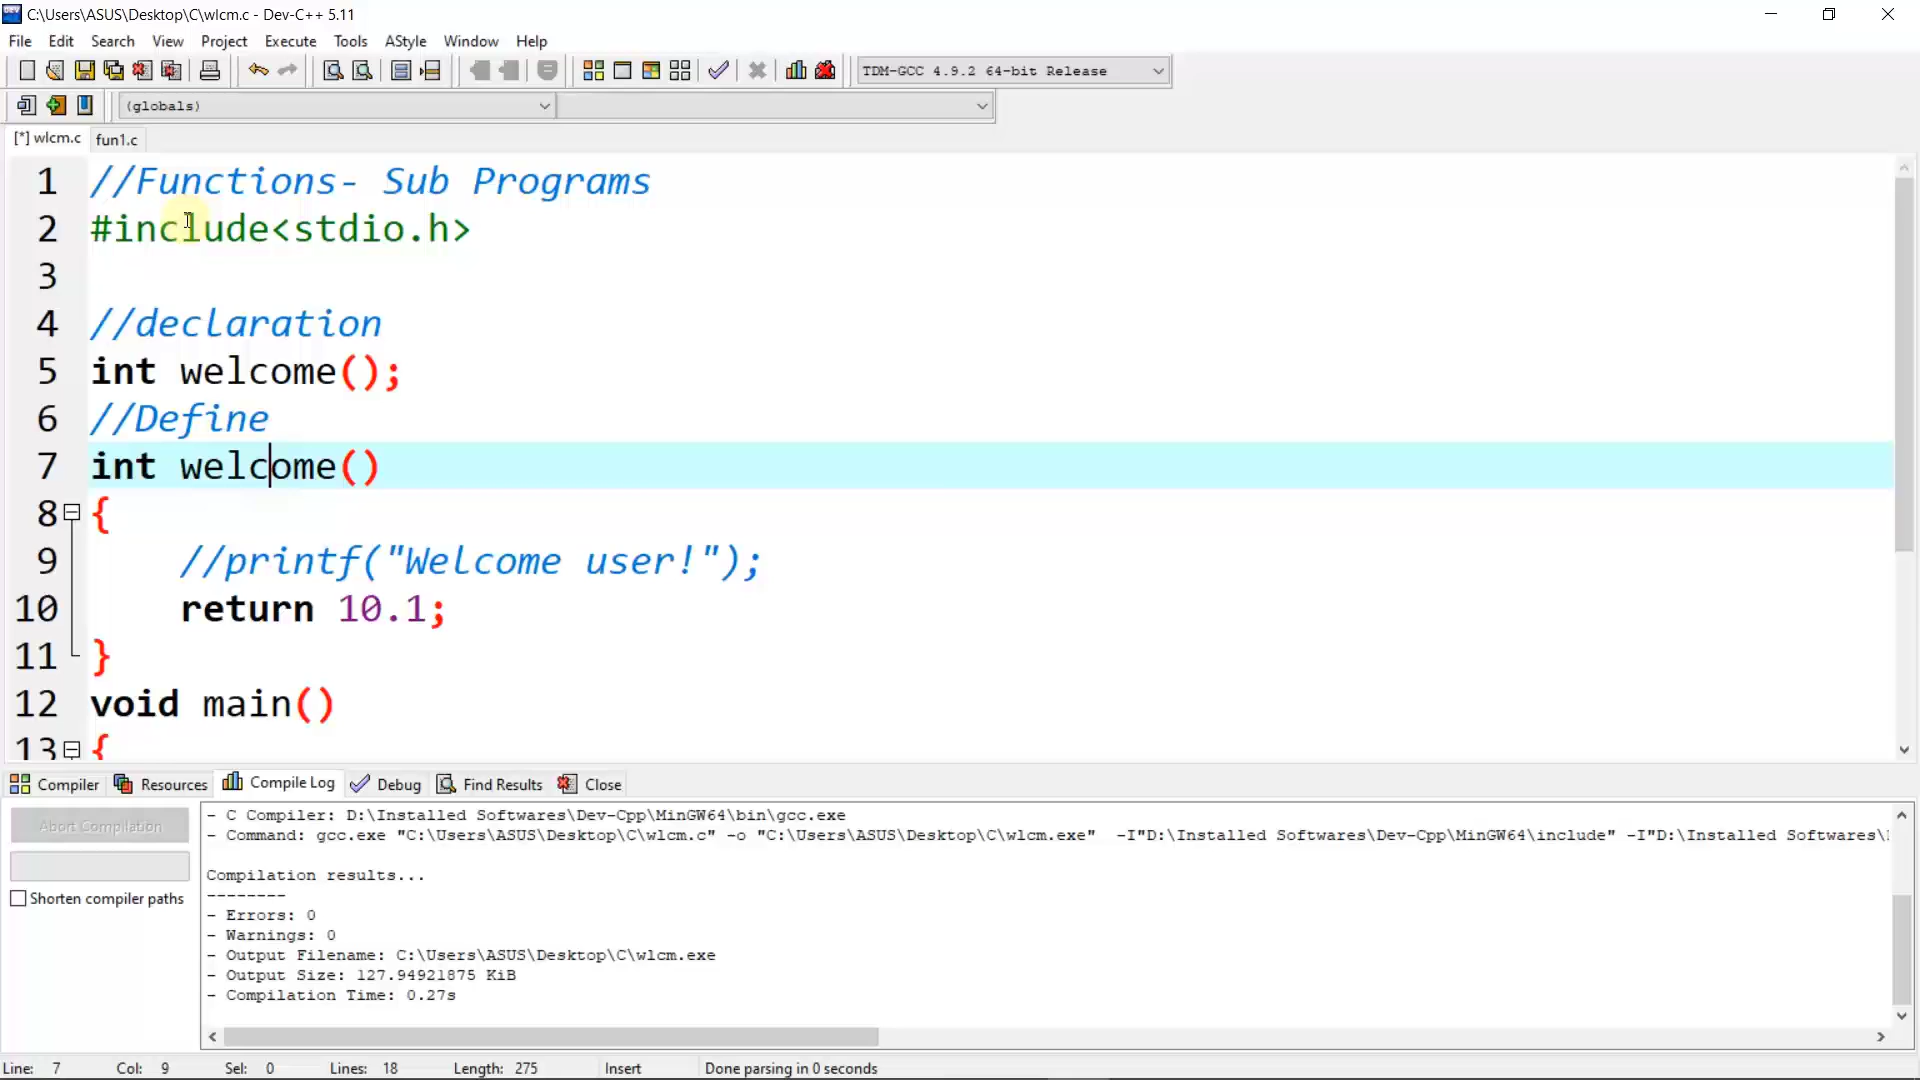 C:\Users\ASUS\Desktop\C\wlcm.c - Dev-C++ 5.11
File Edit Search View Project Execute Tools AStyle Window Help
TDM-GCC 4.9.2 64-bit Release
(globals)
[*] wlcm.c fun1.c
1 //Functions- Sub Programs
2 #include<stdio.h>
3
4 //declaration
5 int welcome();
6 //Define
7 int welcome()
8 {
9 //printf("Welcome user!");
10 return 10.1;
11 }
12 void main()
13 {
Compiler Resources Compile Log Debug Find Results Close
Abort Compilation
Shorten compiler paths
- C Compiler: D:\Installed Softwares\Dev-Cpp\MinGW64\bin\gcc.exe
- Command: gcc.exe "C:\Users\ASUS\Desktop\C\wlcm.c" -o "C:\Users\ASUS\Desktop\C\wlcm.exe" -I"D:\Installed Softwares\Dev-Cpp\MinGW64\include" -I"D:\Installed Softwares\
Compilation results...
--------
- Errors: 0
- Warnings: 0
- Output Filename: C:\Users\ASUS\Desktop\C\wlcm.exe
- Output Size: 127.94921875 KiB
- Compilation Time: 0.27s
Line: 7 Col: 9 Sel: 0 Lines: 18 Length: 275 Insert Done parsing in 0 seconds